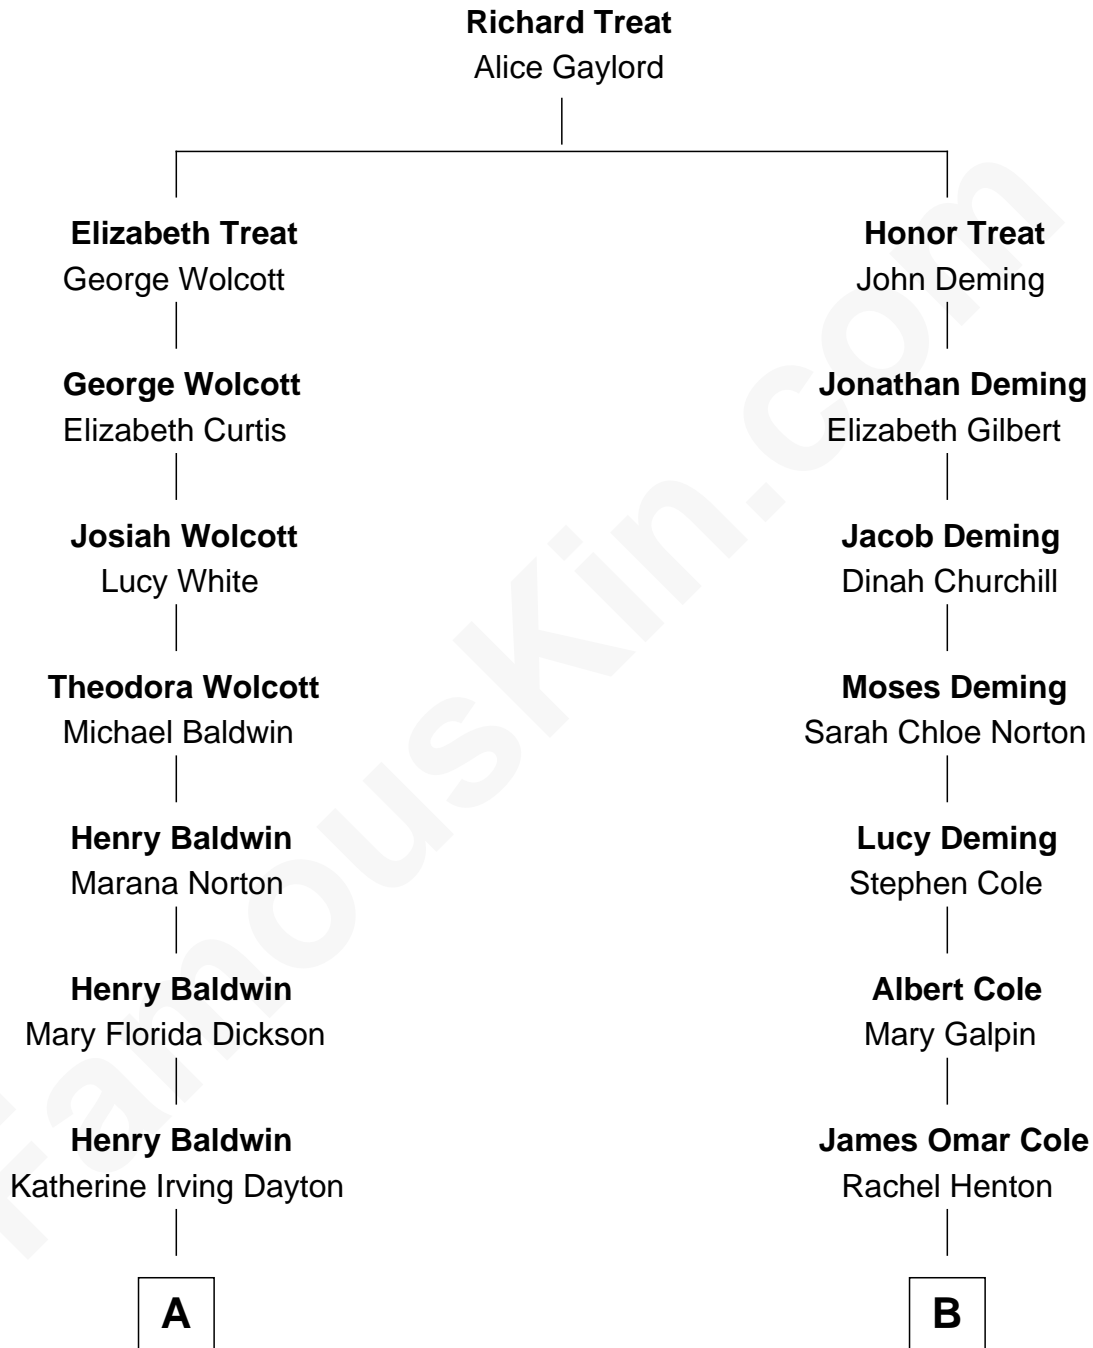 Richard Treat
Alice Gaylord
Elizabeth Treat
George Wolcott
Honor Treat
John Deming
George Wolcott
Elizabeth Curtis
Jonathan Deming
Elizabeth Gilbert
Josiah Wolcott
Lucy White
Jacob Deming
Dinah Churchill
Theodora Wolcott
Michael Baldwin
Moses Deming
Sarah Chloe Norton
Henry Baldwin
Marana Norton
Lucy Deming
Stephen Cole
Henry Baldwin
Mary Florida Dickson
Albert Cole
Mary Galpin
Henry Baldwin
Katherine Irving Dayton
James Omar Cole
Rachel Henton
A
B
FamousKin.com